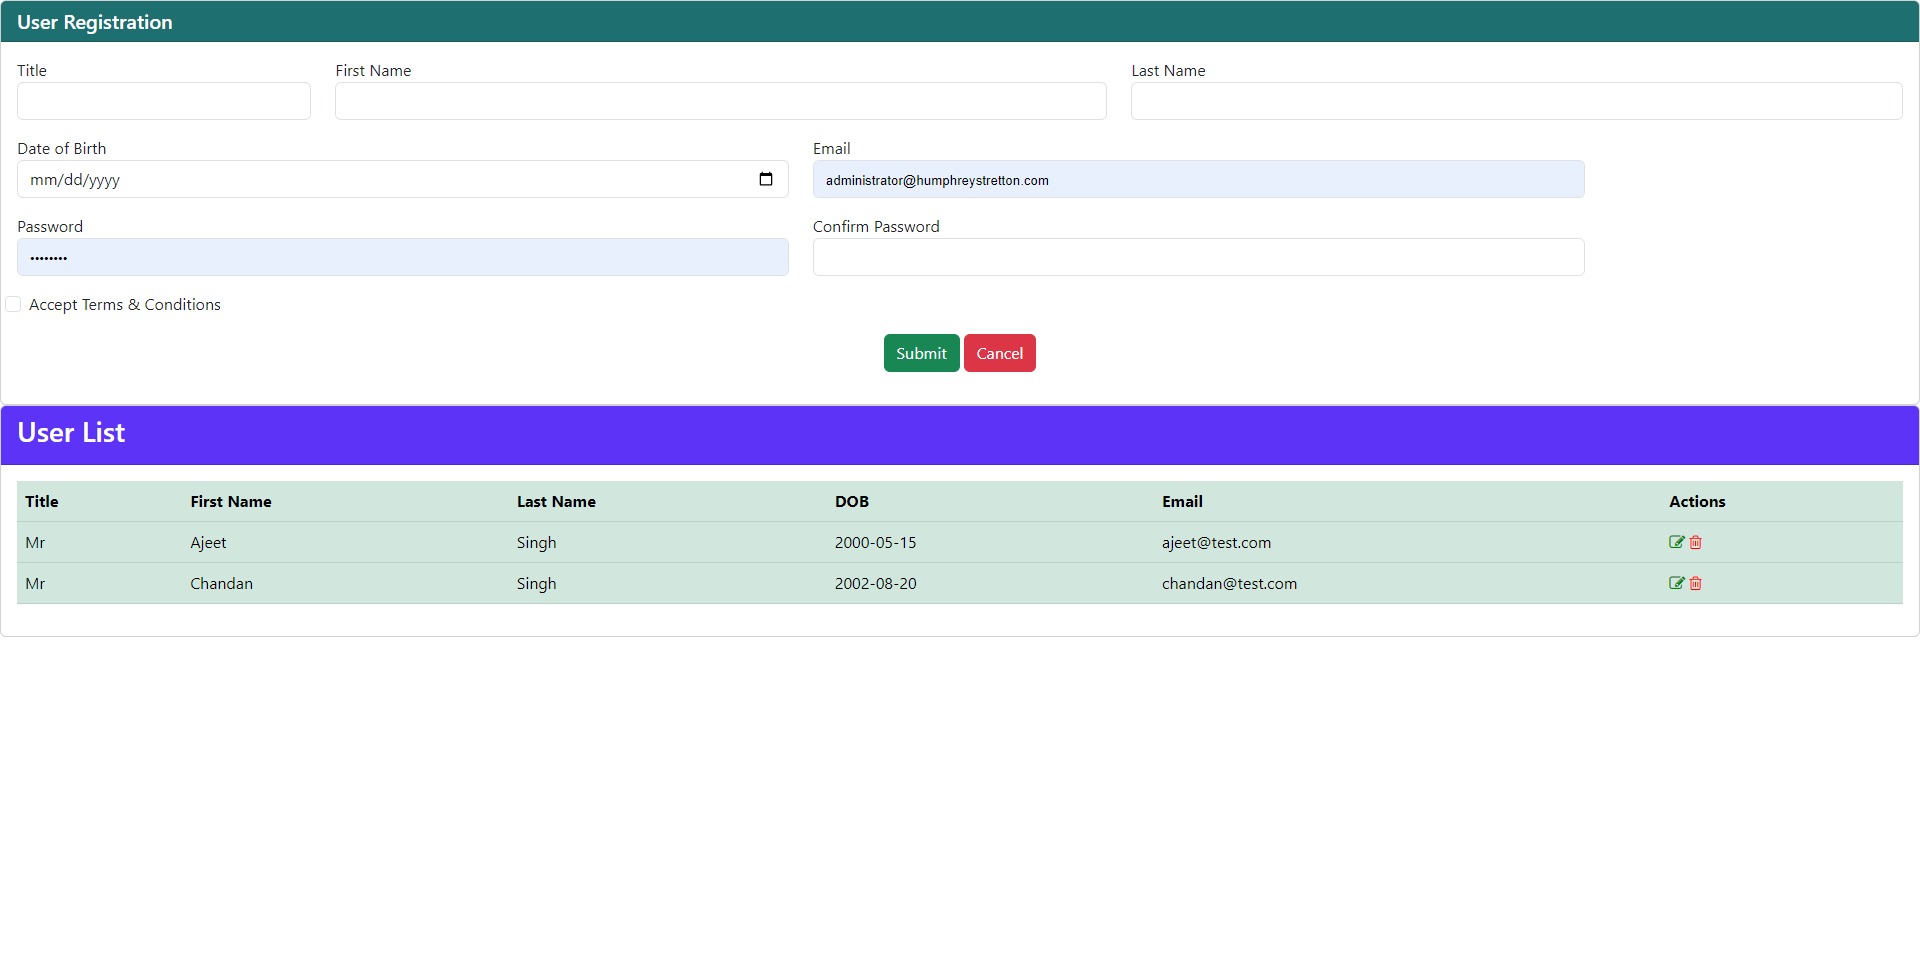 User Registration
Title First Name Last Name
Date of Birth Email
mm/dd/yyyy administrator@humphreystretton.com
Password Confirm Password
••••••••
Accept Terms & Conditions
Submit Cancel
User List
Title First Name Last Name DOB Email Actions
Mr Ajeet Singh 2000-05-15 ajeet@test.com
Mr Chandan Singh 2002-08-20 chandan@test.com